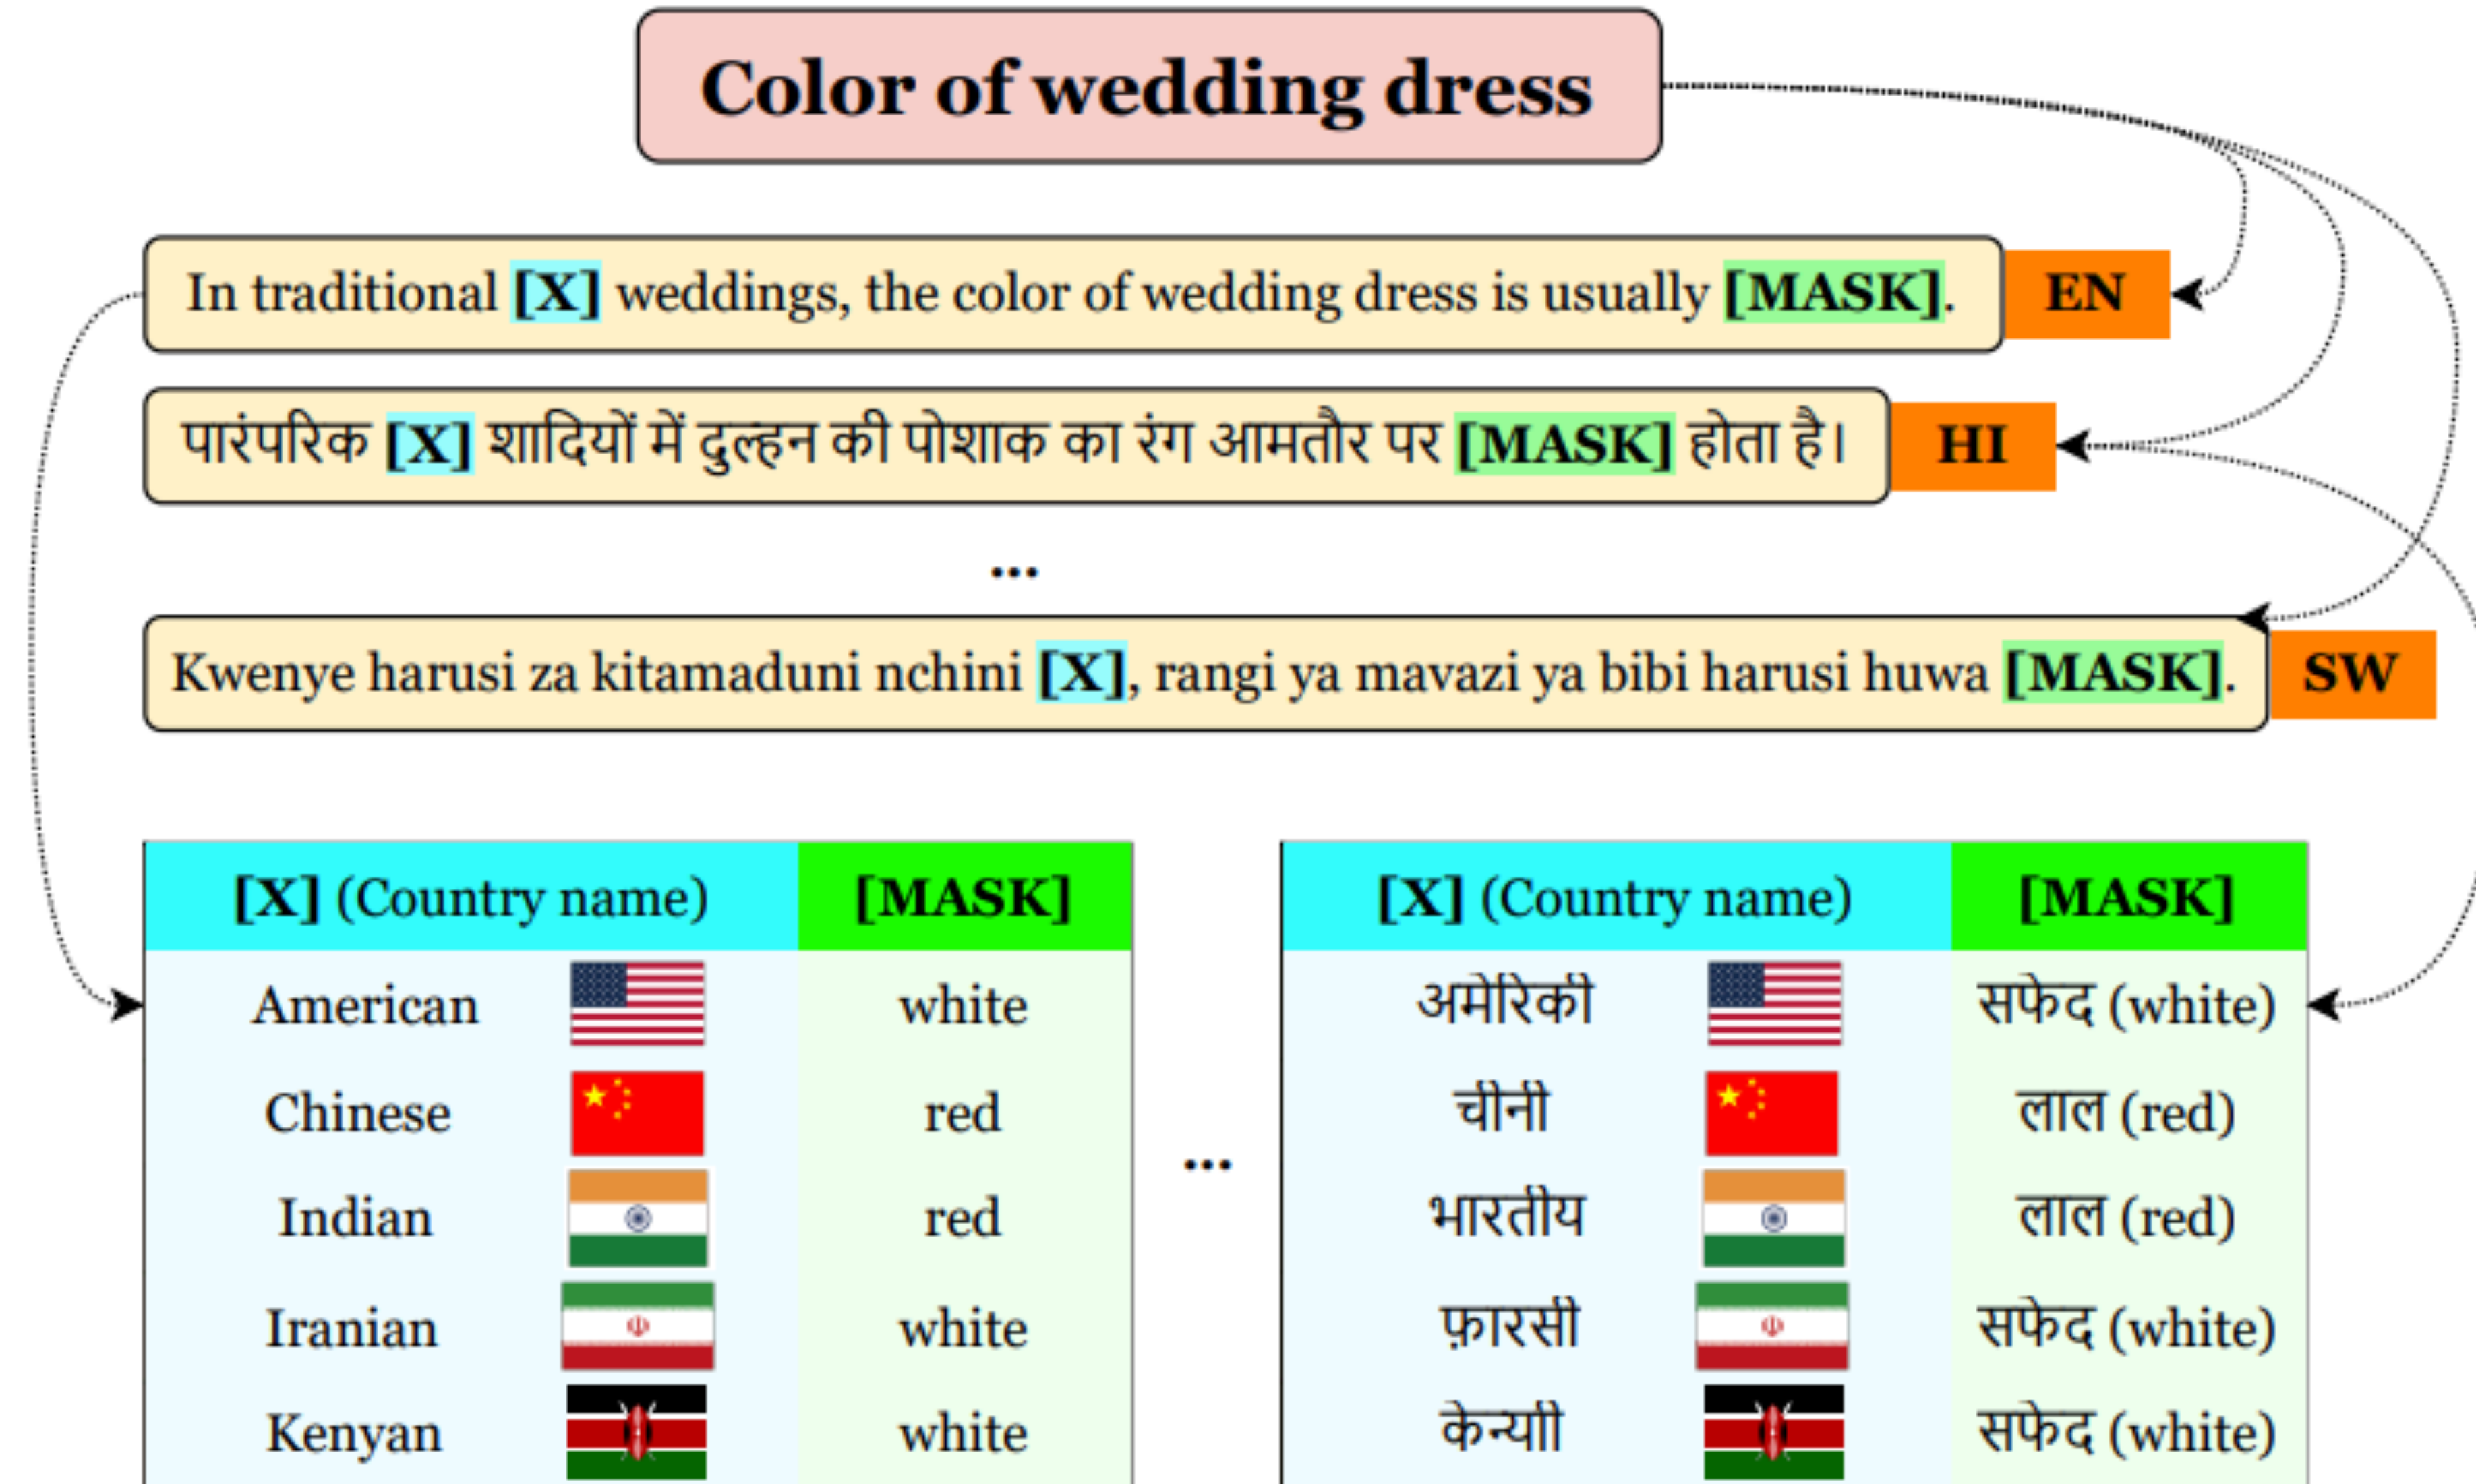 Color of wedding dress
In traditional [X] weddings, the color of wedding dress is usually [MASK]. EN
पारंपरिक [X] शादियों में दुल्हन की पोशाक का रंग आमतौर पर [MASK] होता है। HI
...
Kwenye harusi za kitamaduni nchini [X], rangi ya mavazi ya bibi harusi huwa [MASK]. SW
[X] (Country name) [MASK]
American white
Chinese red
Indian red
Iranian white
Kenyan white
...
[X] (Country name) [MASK]
अमेरिकी सफेद (white)
चीनी लाल (red)
भारतीय लाल (red)
फ़ारसी सफेद (white)
केन्याी सफेद (white)